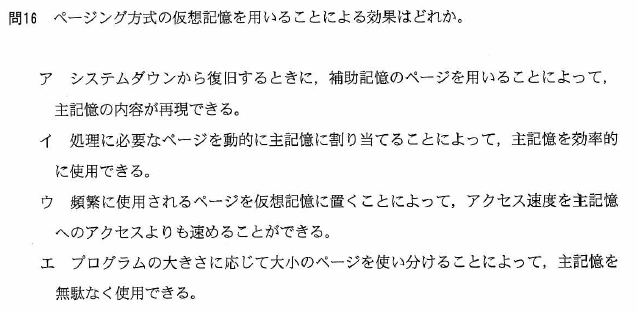 問16　ページング方式の仮想記憶を用いることによる効果はどれか。
ア　システムダウンから復旧するときに，補助記憶のページを用いることによって，
主記憶の内容が再現できる。
イ　処理に必要なページを動的に主記憶に割り当てることによって，主記憶を効率的
に使用できる。
ウ　頻繁に使用されるページを仮想記憶に置くことによって，アクセス速度を主記憶
へのアクセスよりも速めることができる。
エ　プログラムの大きさに応じて大小のページを使い分けることによって，主記憶を
無駄なく使用できる。